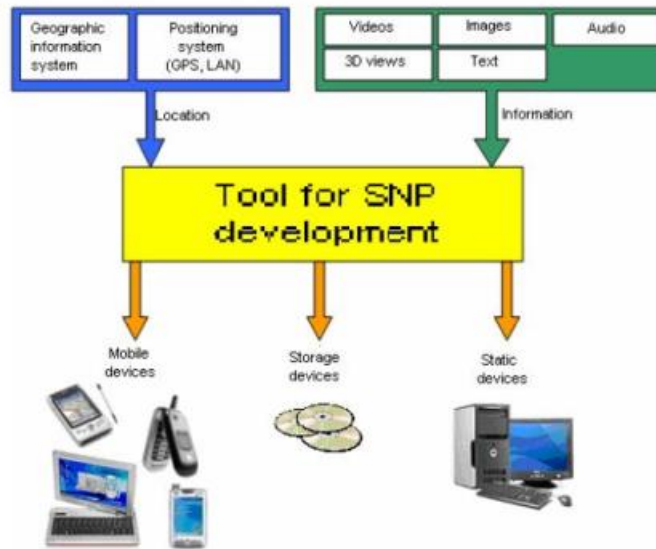 Geographic
information
system
Positioning
system
(GPS, LAN)
Videos
Images
Audio
3D views
Text
Location
Information
Tool for SNP
development
Mobile
devices
Storage
devices
Static
devices